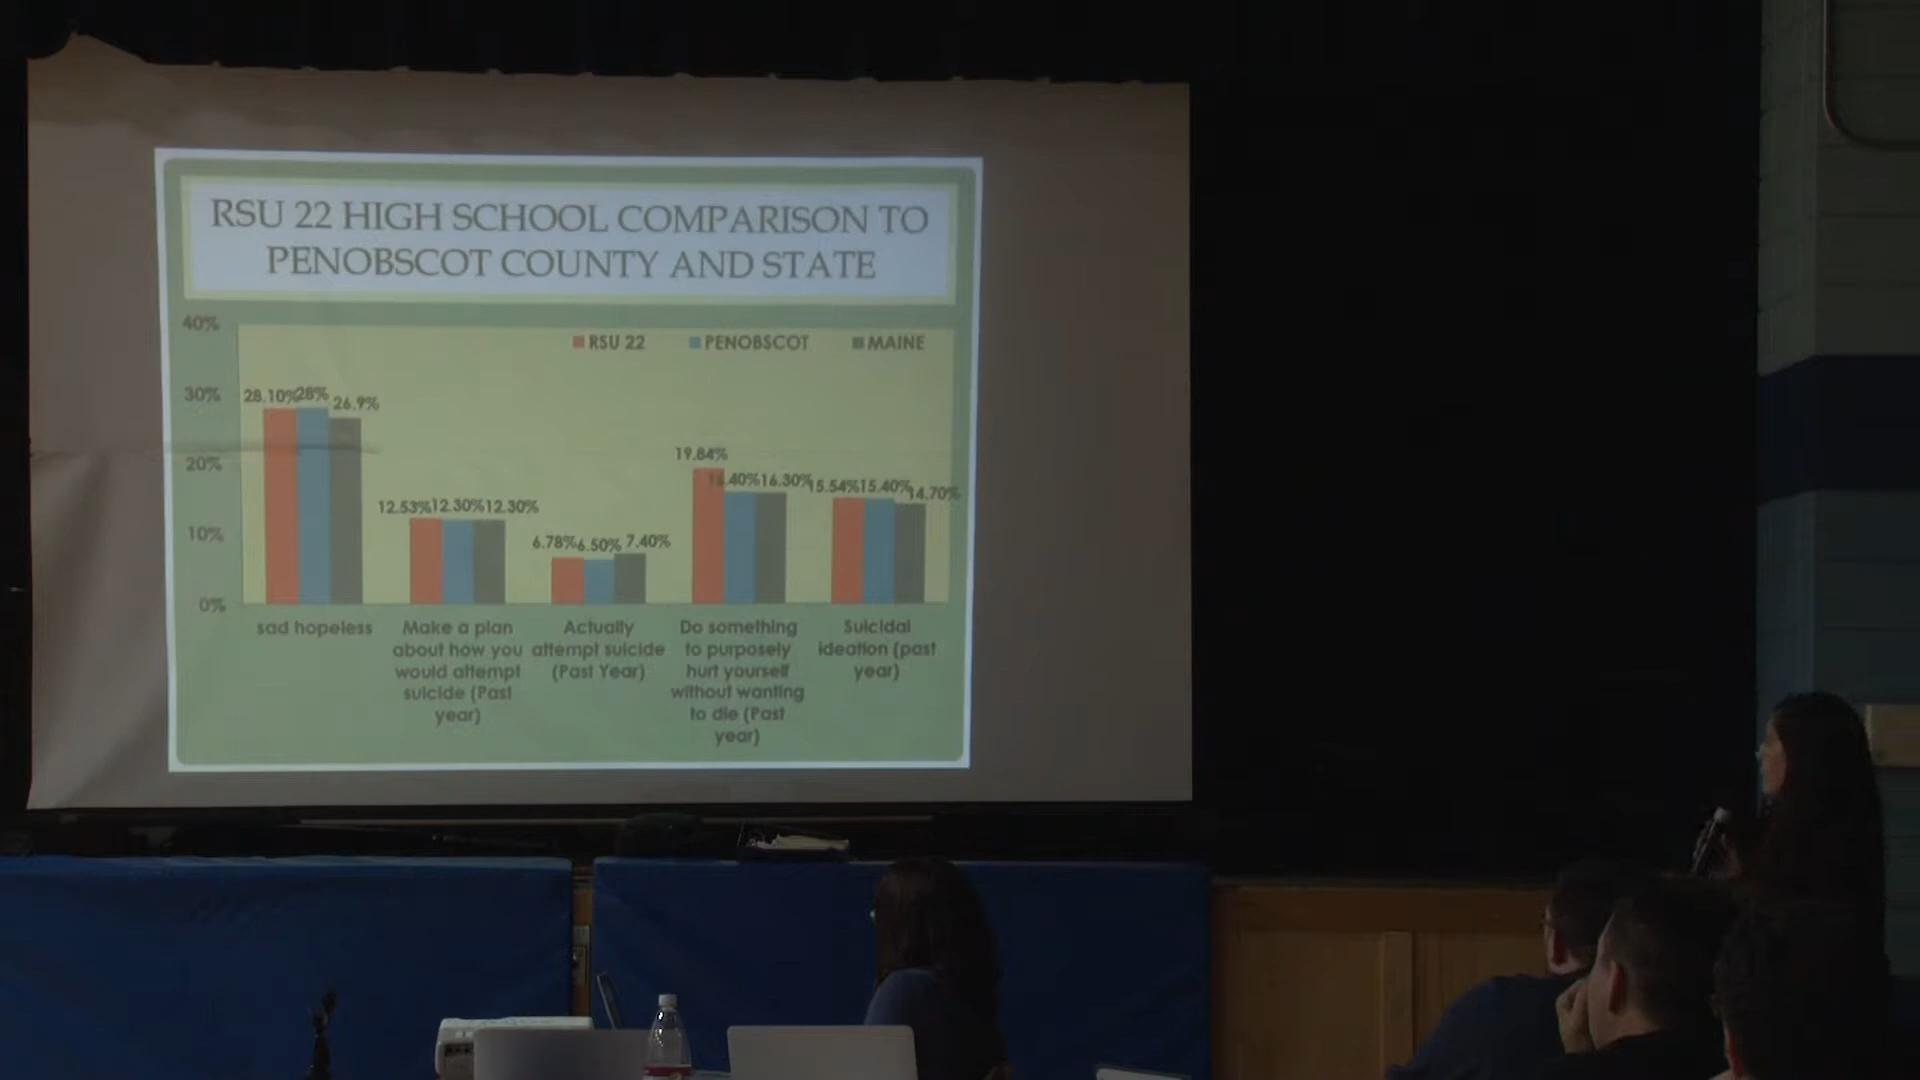 RSU 22 HIGH SCHOOL COMPARISON TO
PENOBSCOT COUNTY AND STATE
40%
RSU 22 PENOBSCOT MAINE
30%
28.10% 28% 26.9%
20%
19.84%
.40% 16.30% 15.54% 15.40% 14.70%
12.53% 12.30% 12.30%
10%
6.78% 6.50% 7.40%
0%
sad hopeless
Make a plan
about how you
would attempt
suicide (Past
year)
Actually
attempt suicide
(Past Year)
Do something
to purposely
hurt yourself
without wanting
to die (Past
year)
Suicidal
ideation (past
year)